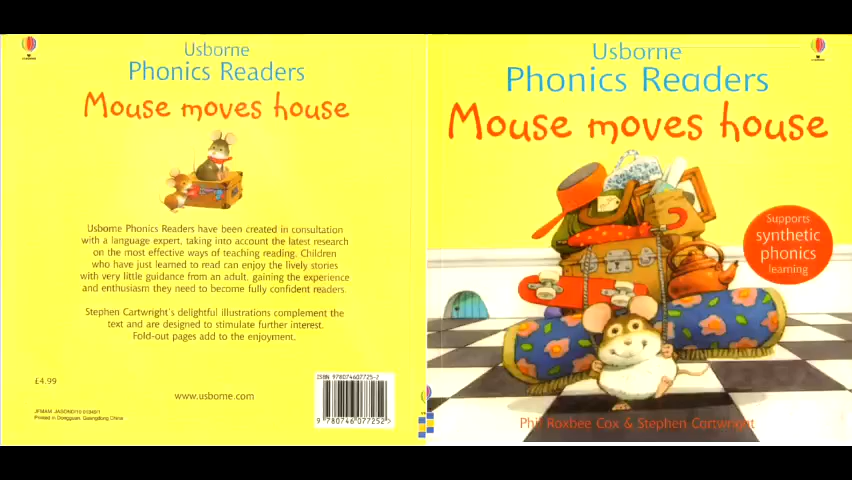 Usborne
Phonics Readers
Mouse moves house
Usborne Phonics Readers have been created in consultation
with a language expert, taking into account the latest research
on the most effective ways of teaching reading. Children
who have just learned to read can enjoy the lively stories
with very little guidance from an adult, gaining the experience
and enthusiasm they need to become fully confident readers.
Stephen Cartwright's delightful illustrations complement the
text and are designed to stimulate further interest.
Fold-out pages add to the enjoyment.
£4.99
www.usborne.com
Printed in Dongguan, Guangdong China
9 780746 077252
Usborne
Phonics Readers
Mouse moves house
Supports
synthetic
phonics
learning
Phil Roxbee Cox & Stephen Cartwright